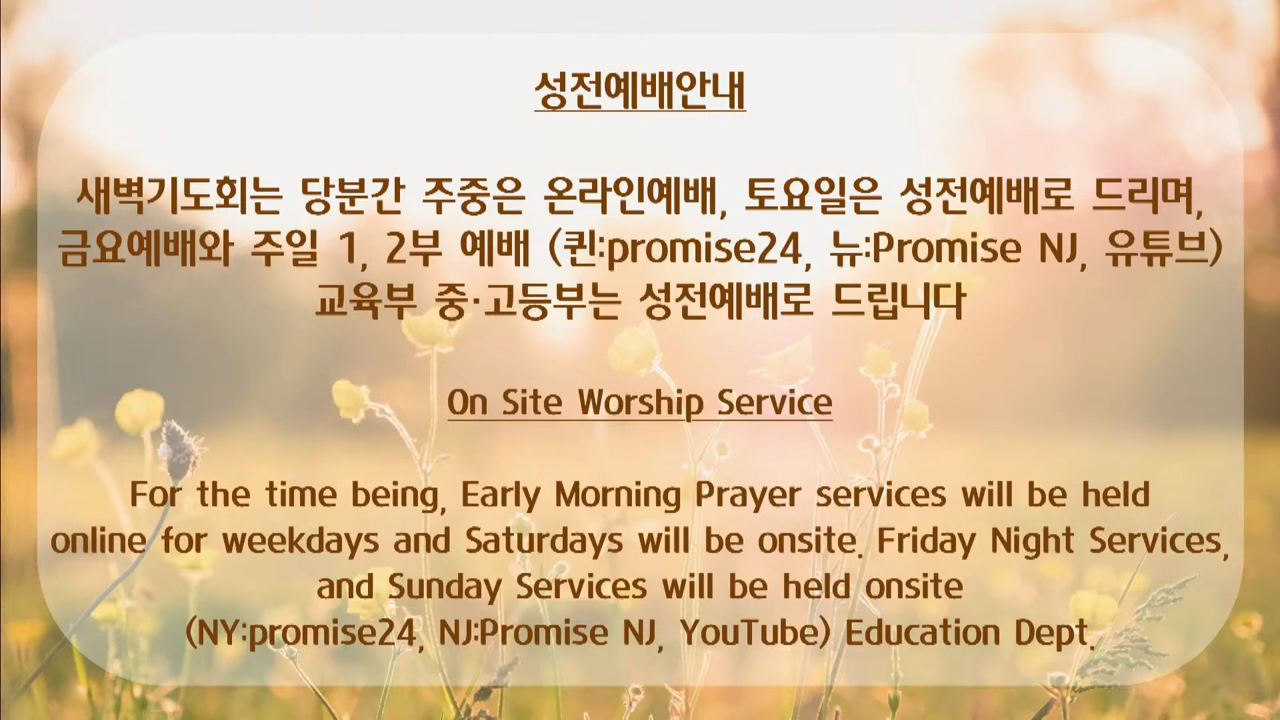 성전예배안내
새벽기도회는 당분간 주중은 온라인예배, 토요일은 성전예배로 드리며,
금요예배와 주일 1, 2부 예배 (퀸:promise24, 뉴:Promise NJ, 유튜브)
교육부 중·고등부는 성전예배로 드립니다
On Site Worship Service
For the time being, Early Morning Prayer services will be held
online for weekdays and Saturdays will be onsite. Friday Night Services,
and Sunday Services will be held onsite
(NY:promise24, NJ:Promise NJ, YouTube) Education Dept.